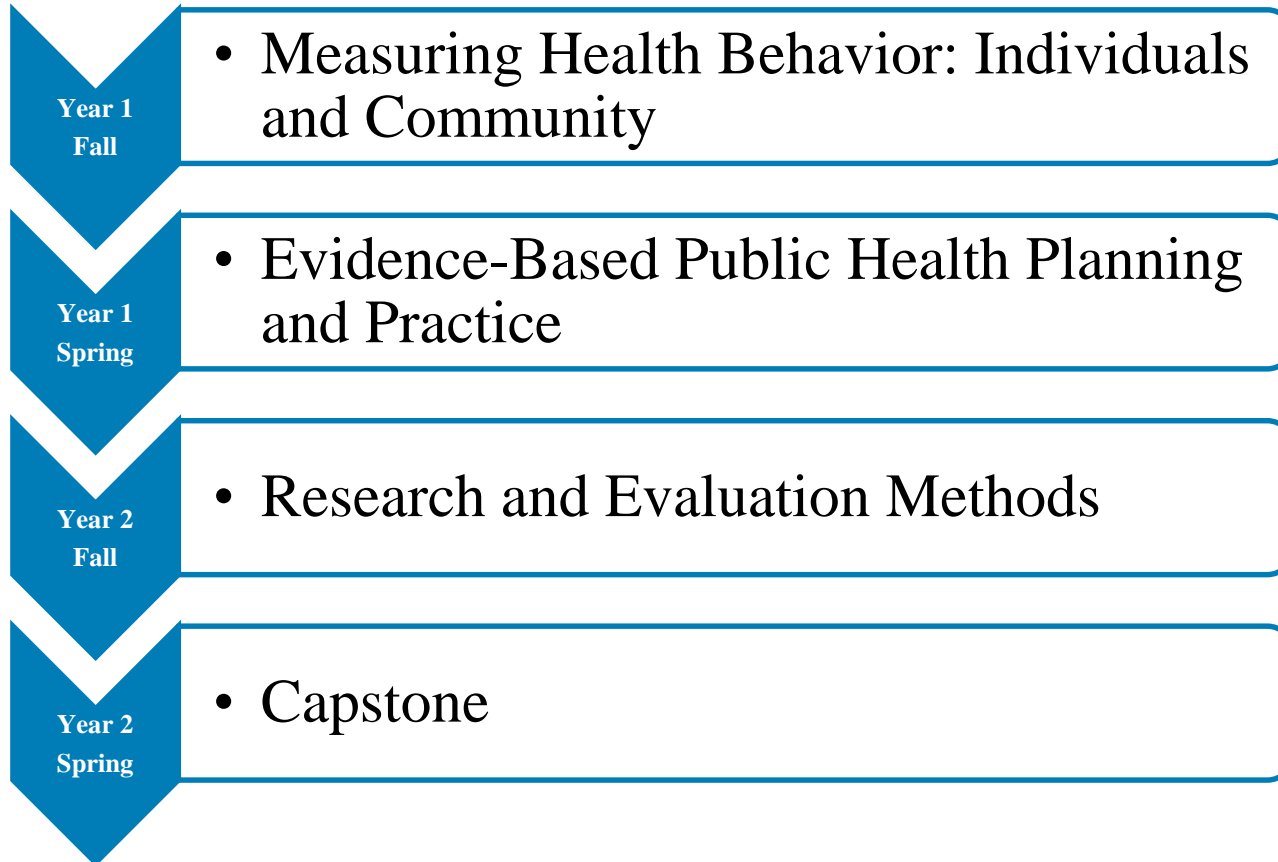 Year 1
Fall
• Measuring Health Behavior: Individuals
and Community
Year 1
Spring
• Evidence-Based Public Health Planning
and Practice
Year 2
Fall
• Research and Evaluation Methods
Year 2
Spring
• Capstone